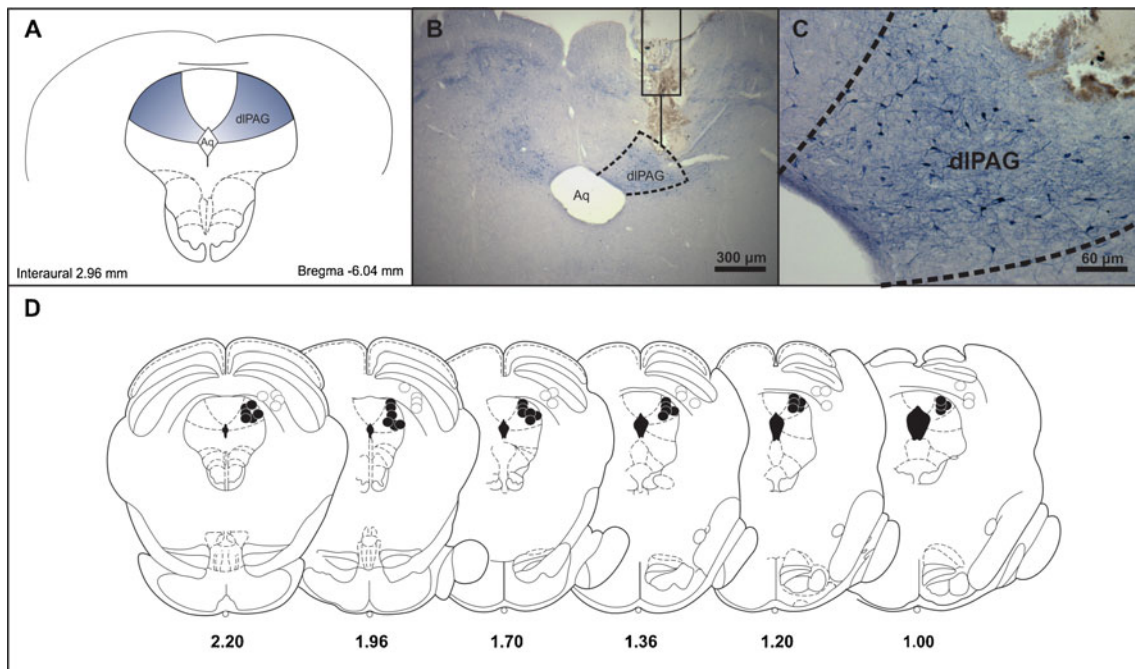 A
dlPAG
Aq
Interaural 2.96 mm
Bregma -6.04 mm
B
dlPAG
Aq
300 µm
C
dlPAG
60 µm
D
2.20 1.96 1.70 1.36 1.20 1.00